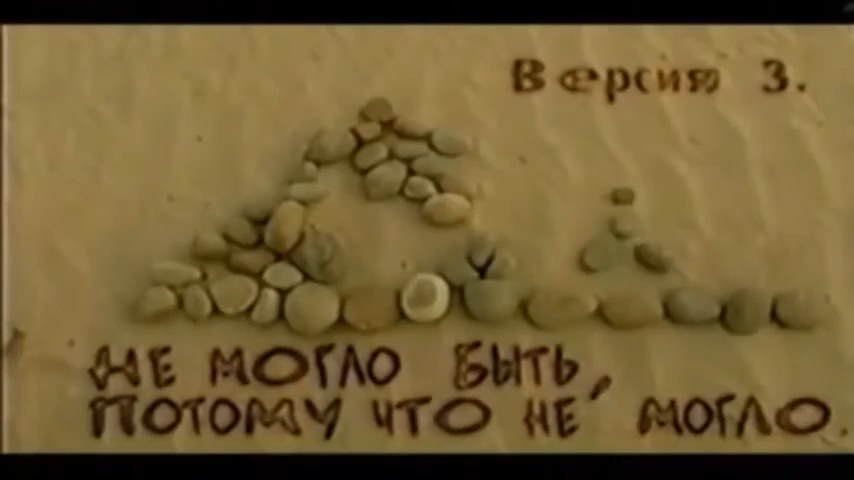 Версия 3.
НЕ МОГЛО БЫТЬ,
ПОТОМУ ЧТО НЕ МОГЛО.